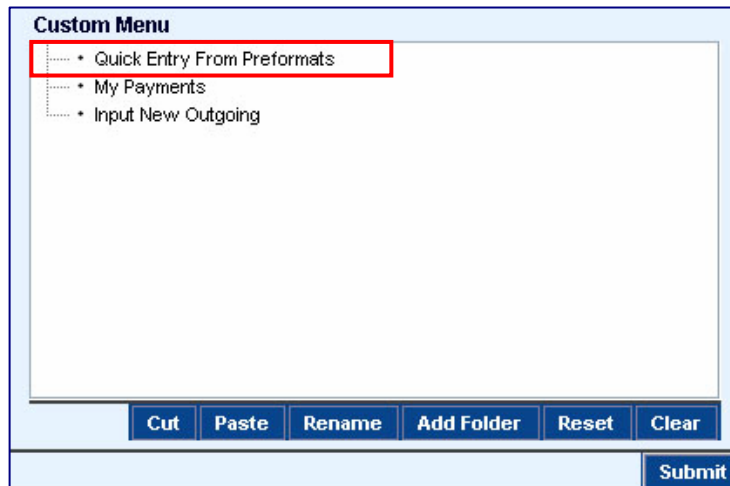 Custom Menu
Quick Entry From Preformats
My Payments
Input New Outgoing
Cut Paste Rename Add Folder Reset Clear
Submit